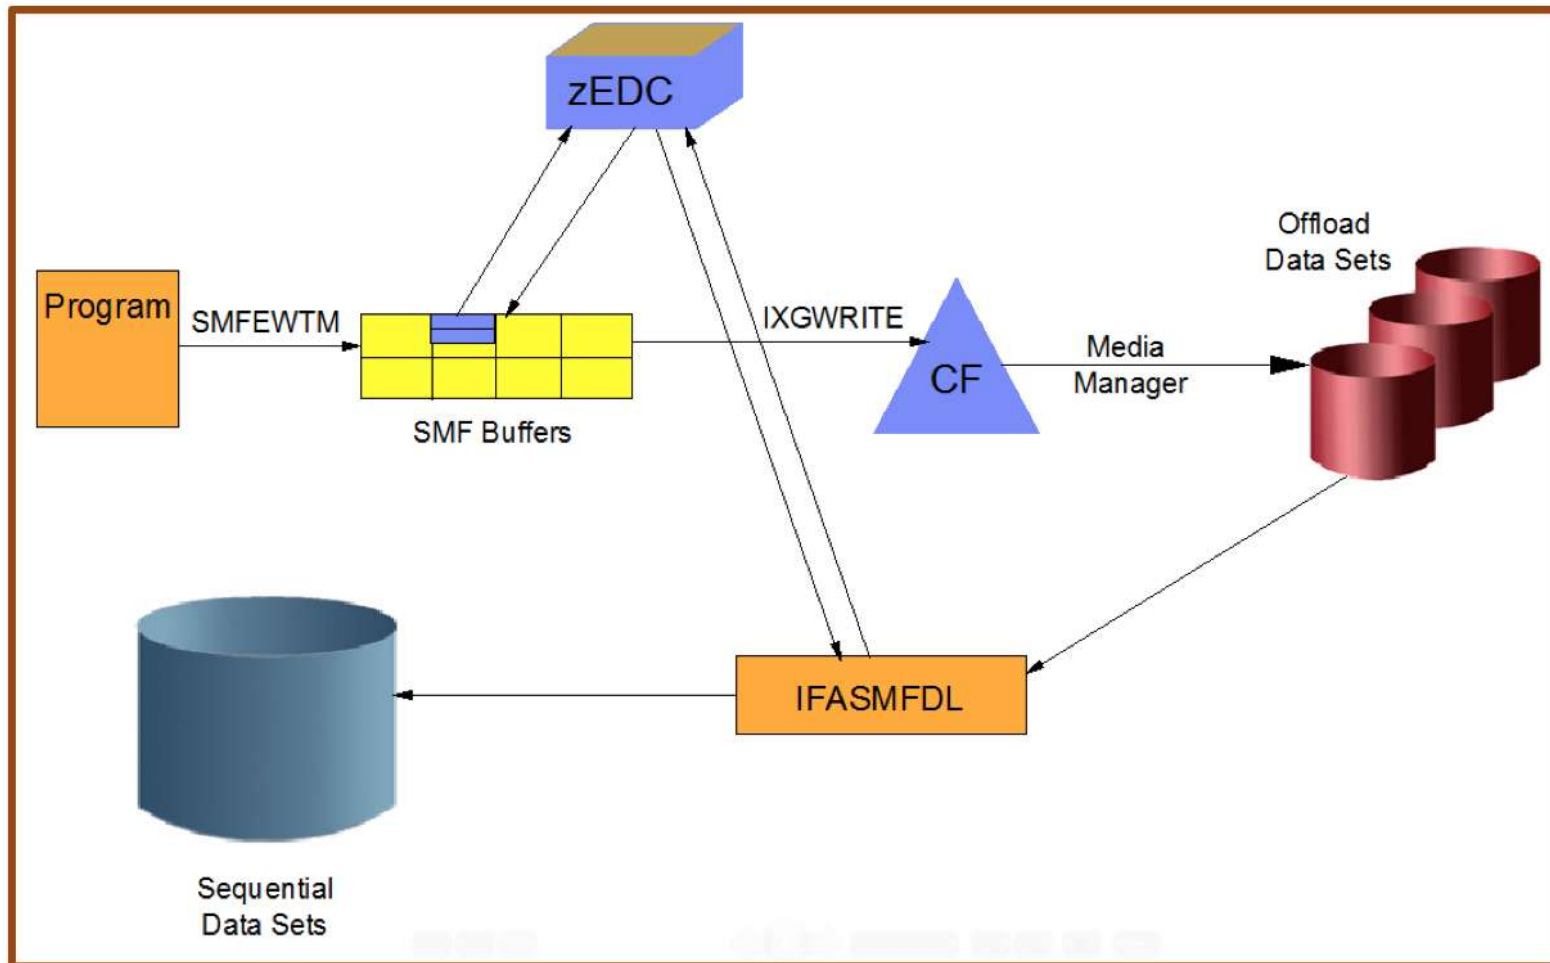 zEDC
Offload
Data Sets
Program
SMFEWTM
IXGWRITE
Media
Manager
CF
SMF Buffers
IFASMFDL
Sequential
Data Sets